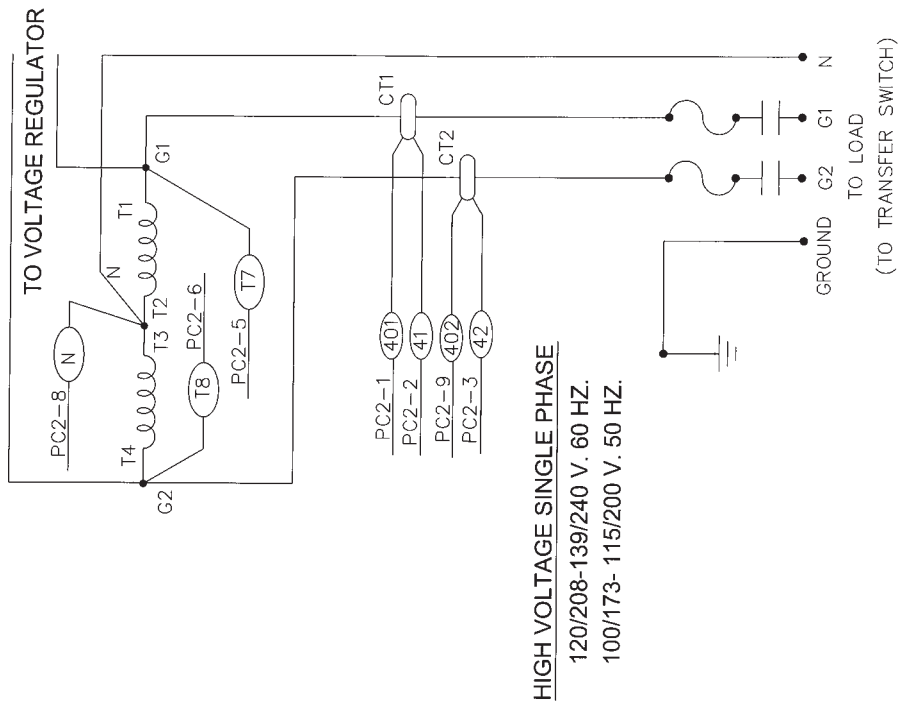 TO VOLTAGE REGULATOR
PC2-8
N
N
T4
T3
T2
T1
G2
G1
T8
PC2-6
PC2-5
T7
CT1
CT2
PC2-1
401
PC2-2
41
PC2-9
402
PC2-3
42
HIGH VOLTAGE SINGLE PHASE
120/208-139/240 V. 60 HZ.
100/173- 115/200 V. 50 HZ.
GROUND
G2
G1
N
TO LOAD
(TO TRANSFER SWITCH)